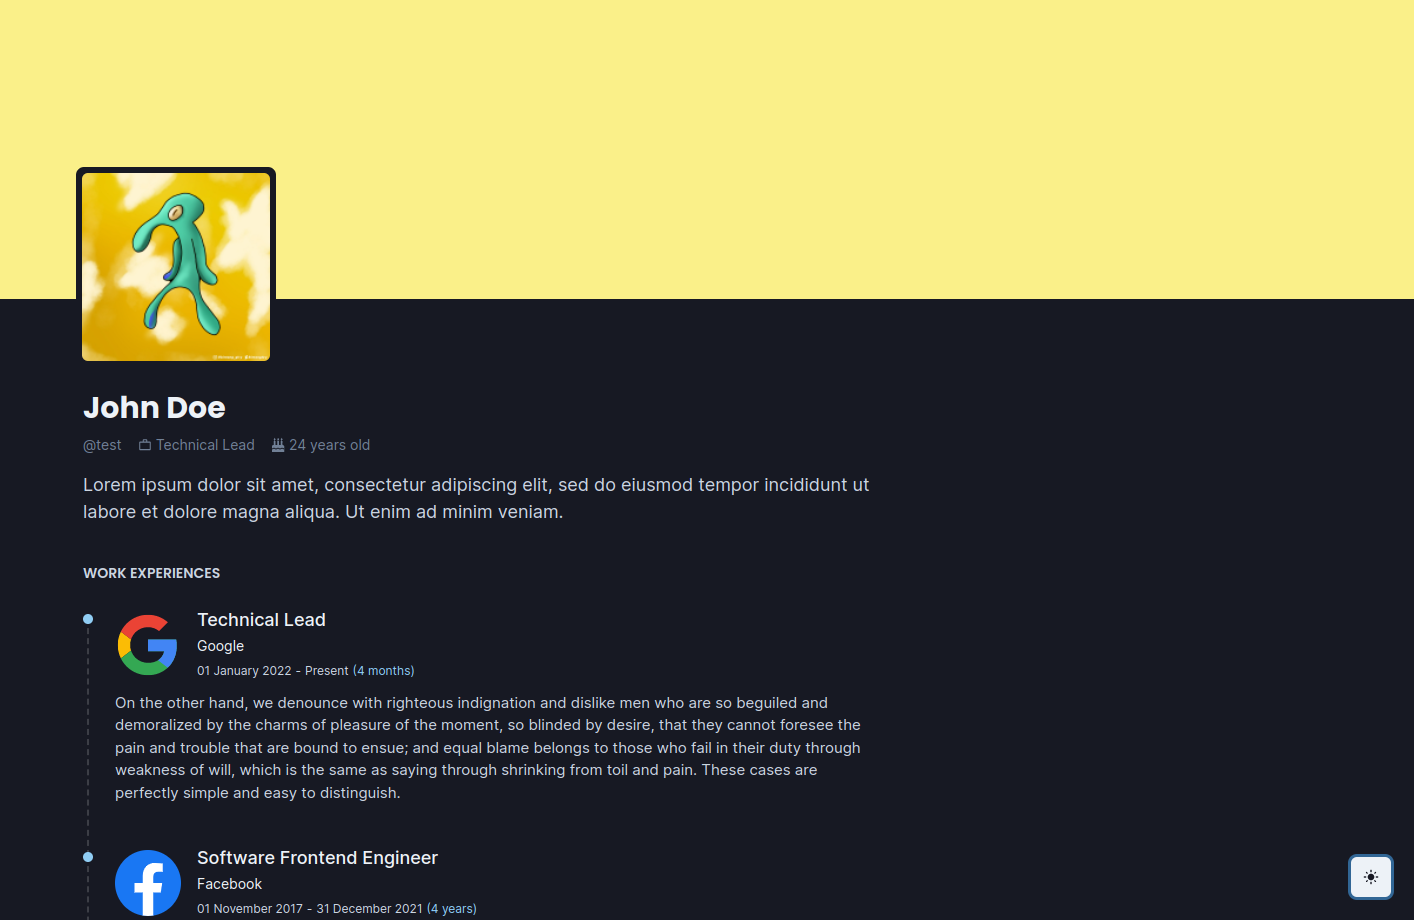 John Doe
@test Technical Lead 24 years old
Lorem ipsum dolor sit amet, consectetur adipiscing elit, sed do eiusmod tempor incididunt ut
labore et dolore magna aliqua. Ut enim ad minim veniam.
WORK EXPERIENCES
Technical Lead
Google
01 January 2022 - Present (4 months)
On the other hand, we denounce with righteous indignation and dislike men who are so beguiled and
demoralized by the charms of pleasure of the moment, so blinded by desire, that they cannot foresee the
pain and trouble that are bound to ensue; and equal blame belongs to those who fail in their duty through
weakness of will, which is the same as saying through shrinking from toil and pain. These cases are
perfectly simple and easy to distinguish.
Software Frontend Engineer
Facebook
01 November 2017 - 31 December 2021 (4 years)